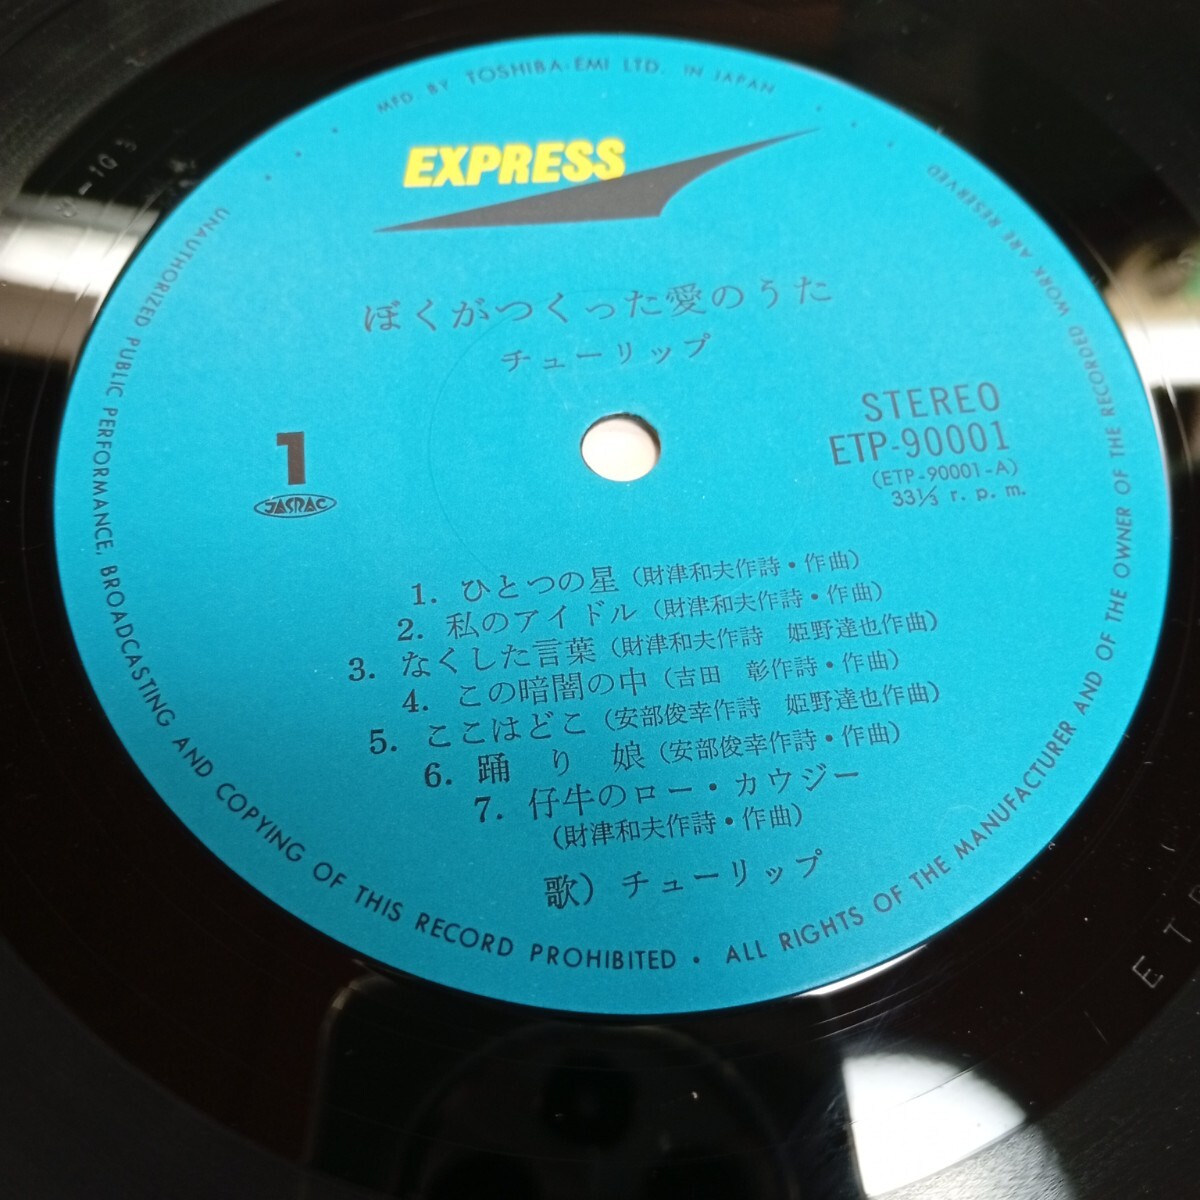 MFD. BY TOSHIBA-EMI LTD. IN JAPAN
EXPRESS
ぼくがつくった愛のうた
チューリップ
STEREO
ETP-90001
(ETP-90001-A)
33⅓ r. p. m.
1
JASRAC
1. ひとつの星 (財津和夫作詩・作曲)
2. 私のアイドル (財津和夫作詩・作曲)
3. なくした言葉 (財津和夫作詩 姫野達也作曲)
4. この暗闇の中 (吉田 彰作詩・作曲)
5. ここはどこ (安部俊幸作詩 姫野達也作曲)
6. 踊り娘 (安部俊幸作詩・作曲)
7. 仔牛のロー・カウジー
(財津和夫作詩・作曲)
歌) チューリップ
UNAUTHORIZED PUBLIC PERFORMANCE, BROADCASTING AND COPYING OF THIS RECORD PROHIBITED • ALL RIGHTS OF THE MANUFACTURER AND OF THE OWNER OF THE RECORDED WORK ARE RESERVED